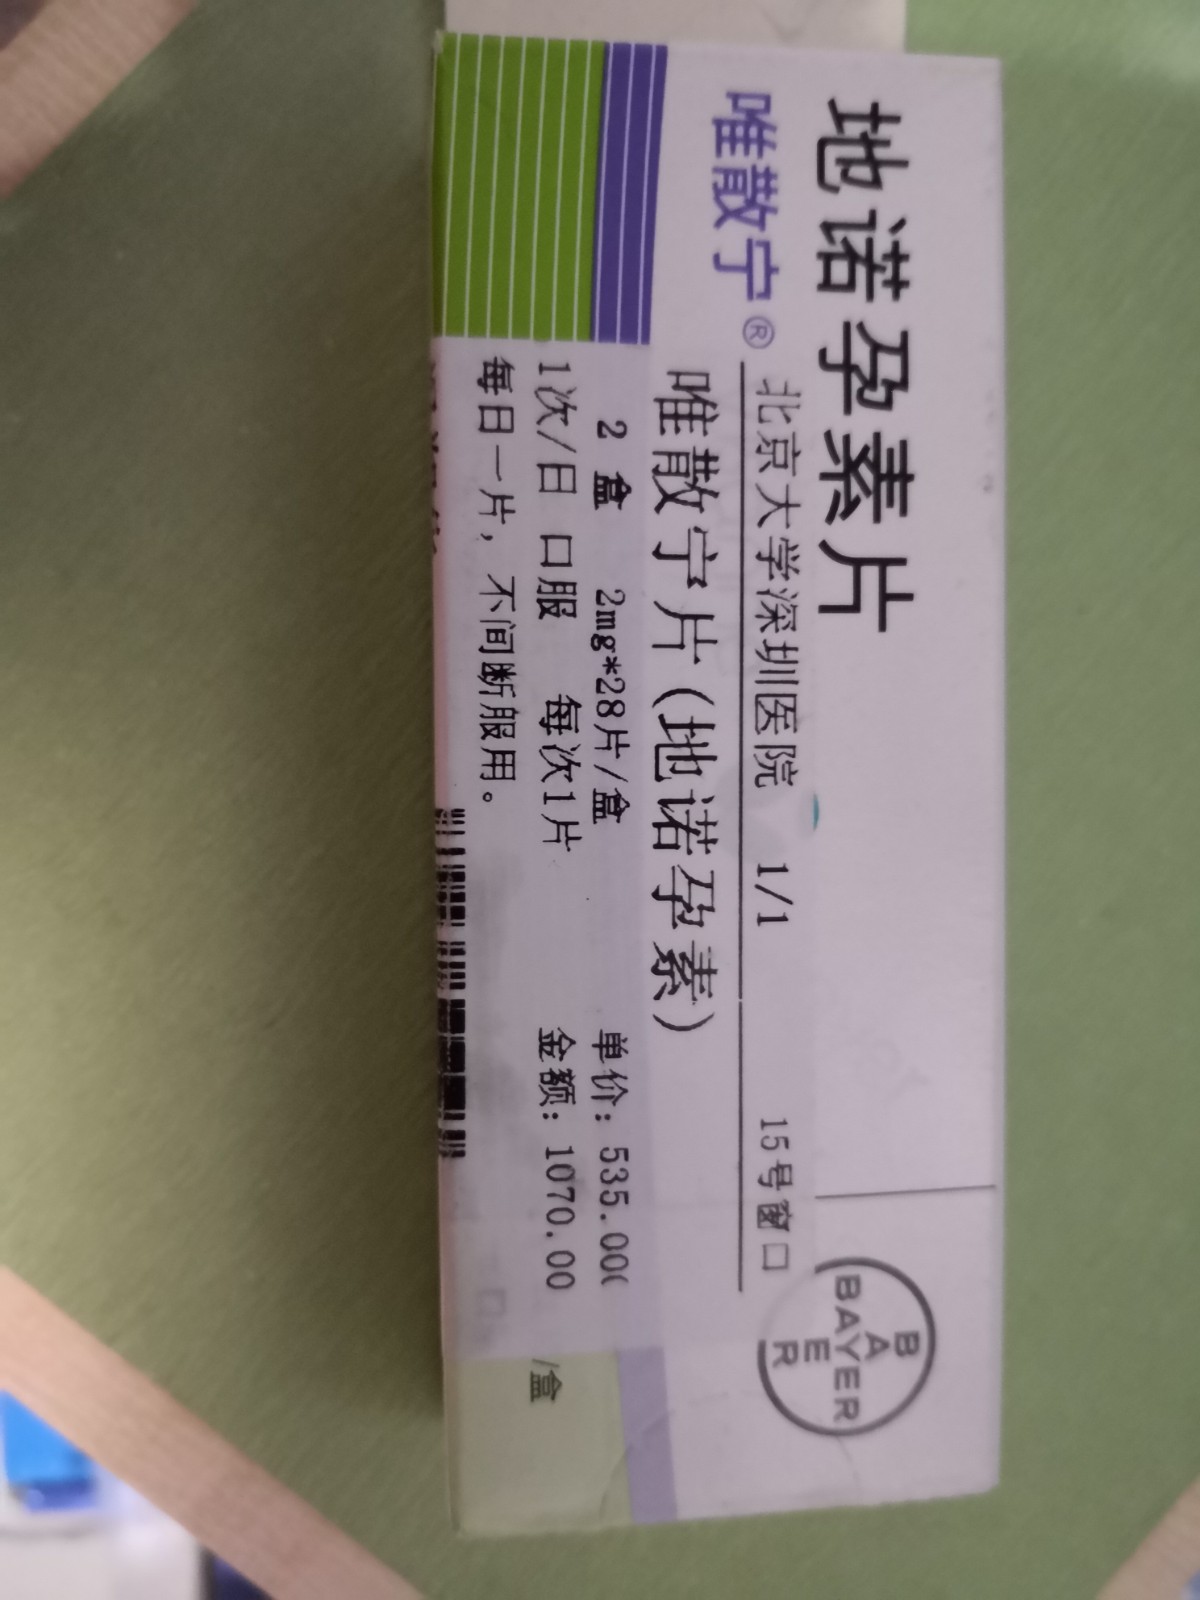 地诺孕素片
唯散宁®
北京大学深圳医院 1/1 15号窗口
唯散宁片(地诺孕素)
2 盒 2mg*28片/盒 单价: 535.00
1次/日 口服 每次1片 金额: 1070.00
/盒
每日一片，不间断服用。
BAYER
BAYER